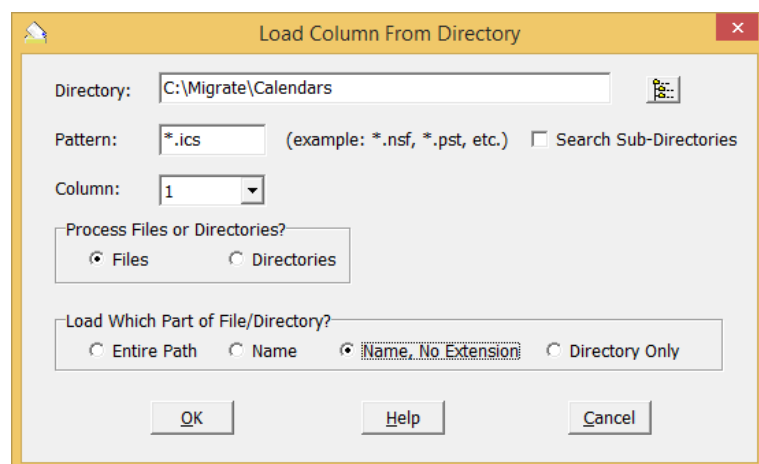 Load Column From Directory
Directory: C:\Migrate\Calendars
Pattern: *.ics (example: *.nsf, *.pst, etc.) Search Sub-Directories
Column: 1
Process Files or Directories?
Files Directories
Load Which Part of File/Directory?
Entire Path Name Name, No Extension Directory Only
OK Help Cancel